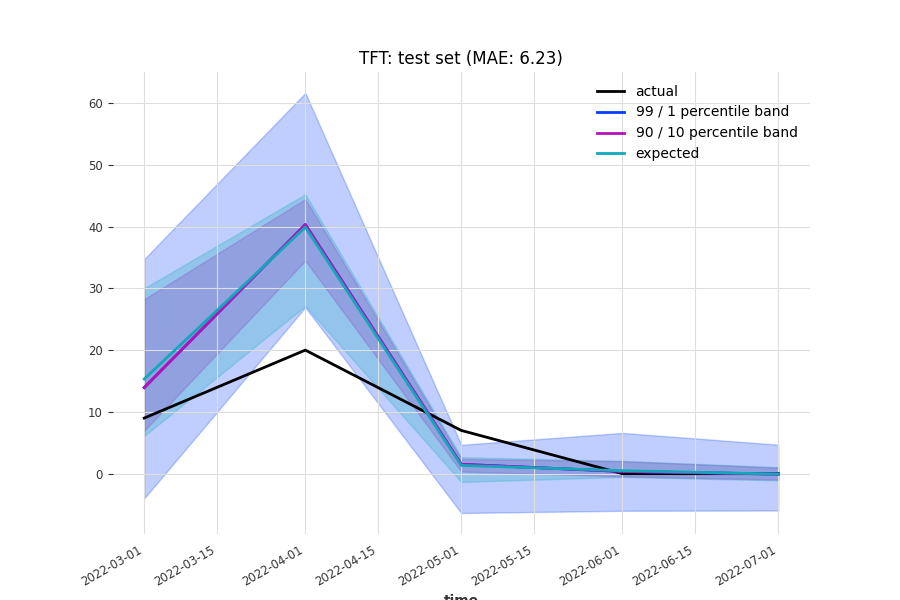 TFT: test set (MAE: 6.23)
actual
99 / 1 percentile band
90 / 10 percentile band
expected
60
50
40
30
20
10
0
2022-03-01
2022-03-15
2022-04-01
2022-04-15
2022-05-01
2022-05-15
2022-06-01
2022-06-15
2022-07-01
time